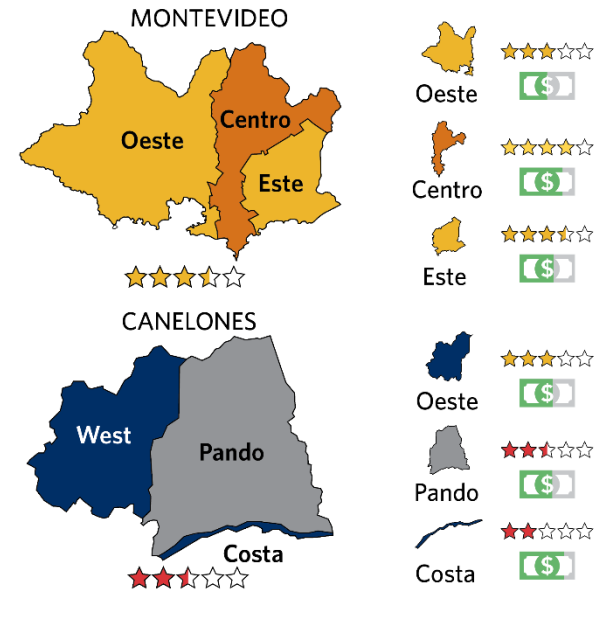 MONTEVIDEO
Oeste
Centro
Este
Oeste
$
Centro
$
Este
$
CANELONES
West
Pando
Costa
Oeste
$
Pando
$
Costa
$